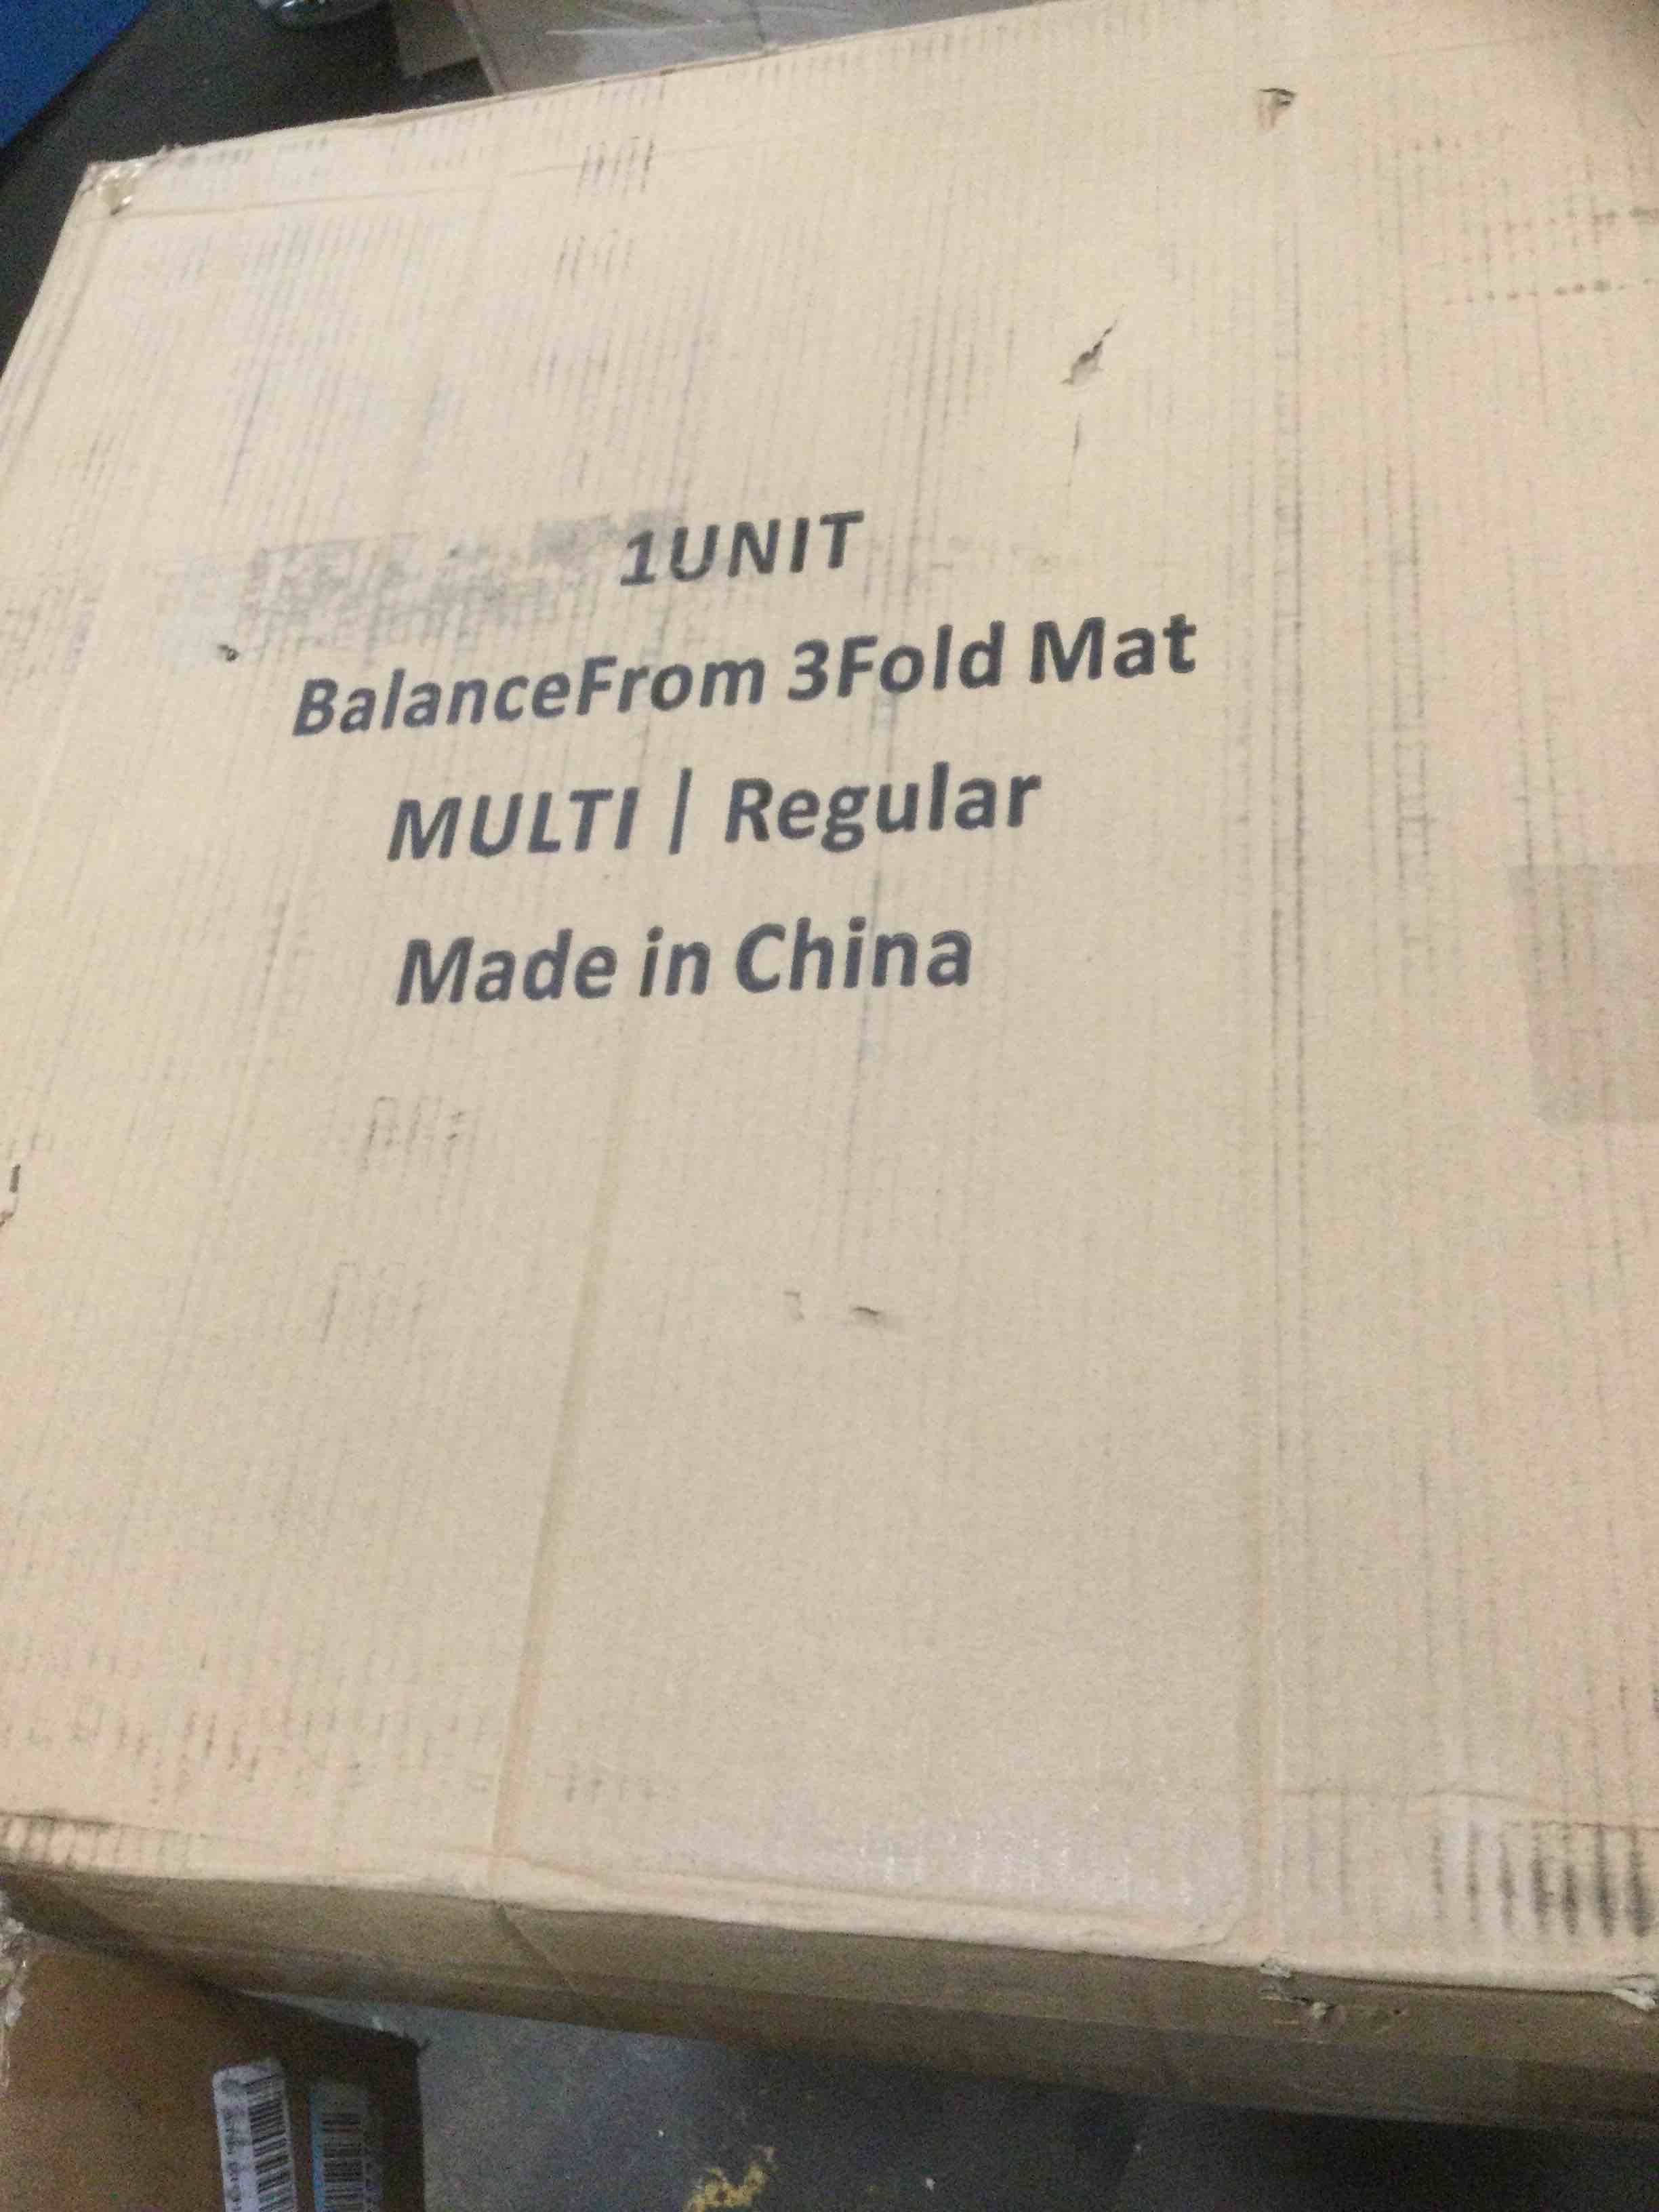 1UNIT
BalanceFrom 3Fold Mat
MULTI | Regular
Made in China